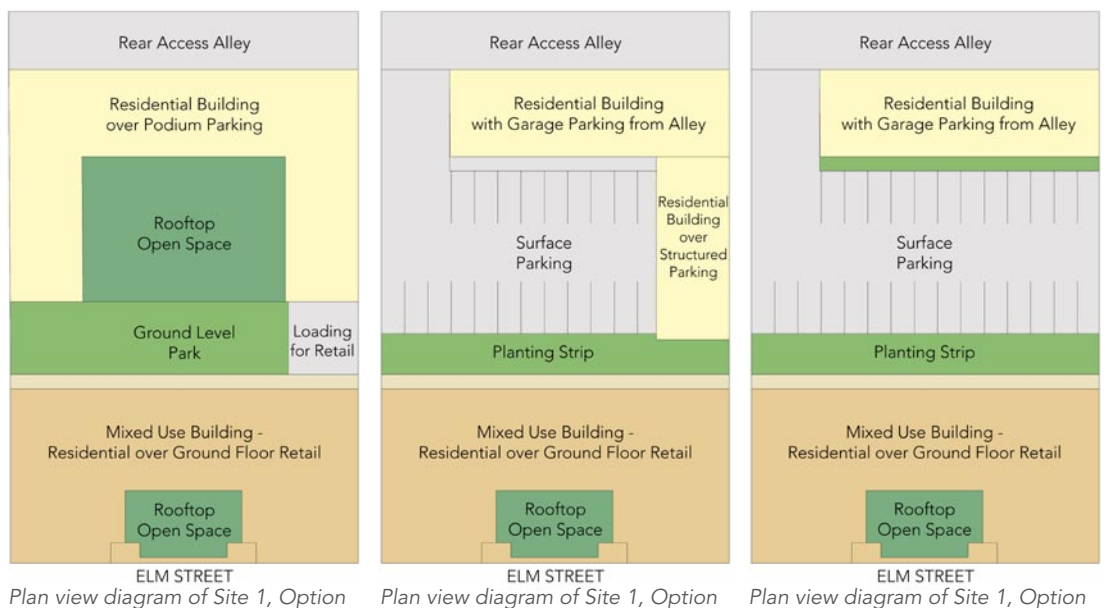 Rear Access Alley
Residential Building
over Podium Parking
Rooftop
Open Space
Ground Level
Park
Loading
for Retail
Mixed Use Building -
Residential over Ground Floor Retail
Rooftop
Open Space
ELM STREET
Plan view diagram of Site 1, Option
Rear Access Alley
Residential Building
with Garage Parking from Alley
Residential
Building
over
Structured
Parking
Surface
Parking
Planting Strip
Mixed Use Building -
Residential over Ground Floor Retail
Rooftop
Open Space
ELM STREET
Plan view diagram of Site 1, Option
Rear Access Alley
Residential Building
with Garage Parking from Alley
Surface
Parking
Planting Strip
Mixed Use Building -
Residential over Ground Floor Retail
Rooftop
Open Space
ELM STREET
Plan view diagram of Site 1, Option